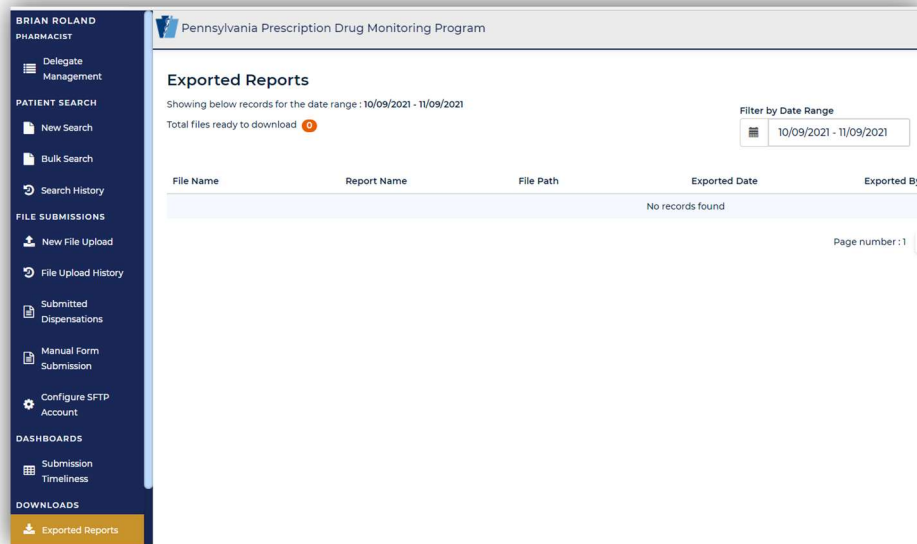 BRIAN ROLAND
PHARMACIST
Delegate
Management
PATIENT SEARCH
New Search
Bulk Search
Search History
FILE SUBMISSIONS
New File Upload
File Upload History
Submitted
Dispensations
Manual Form
Submission
Configure SFTP
Account
DASHBOARDS
Submission
Timeliness
DOWNLOADS
Exported Reports
Pennsylvania Prescription Drug Monitoring Program
Exported Reports
Showing below records for the date range : 10/09/2021 - 11/09/2021
Total files ready to download 0
Filter by Date Range
10/09/2021 - 11/09/2021
File Name Report Name File Path Exported Date Exported By
No records found
Page number : 1